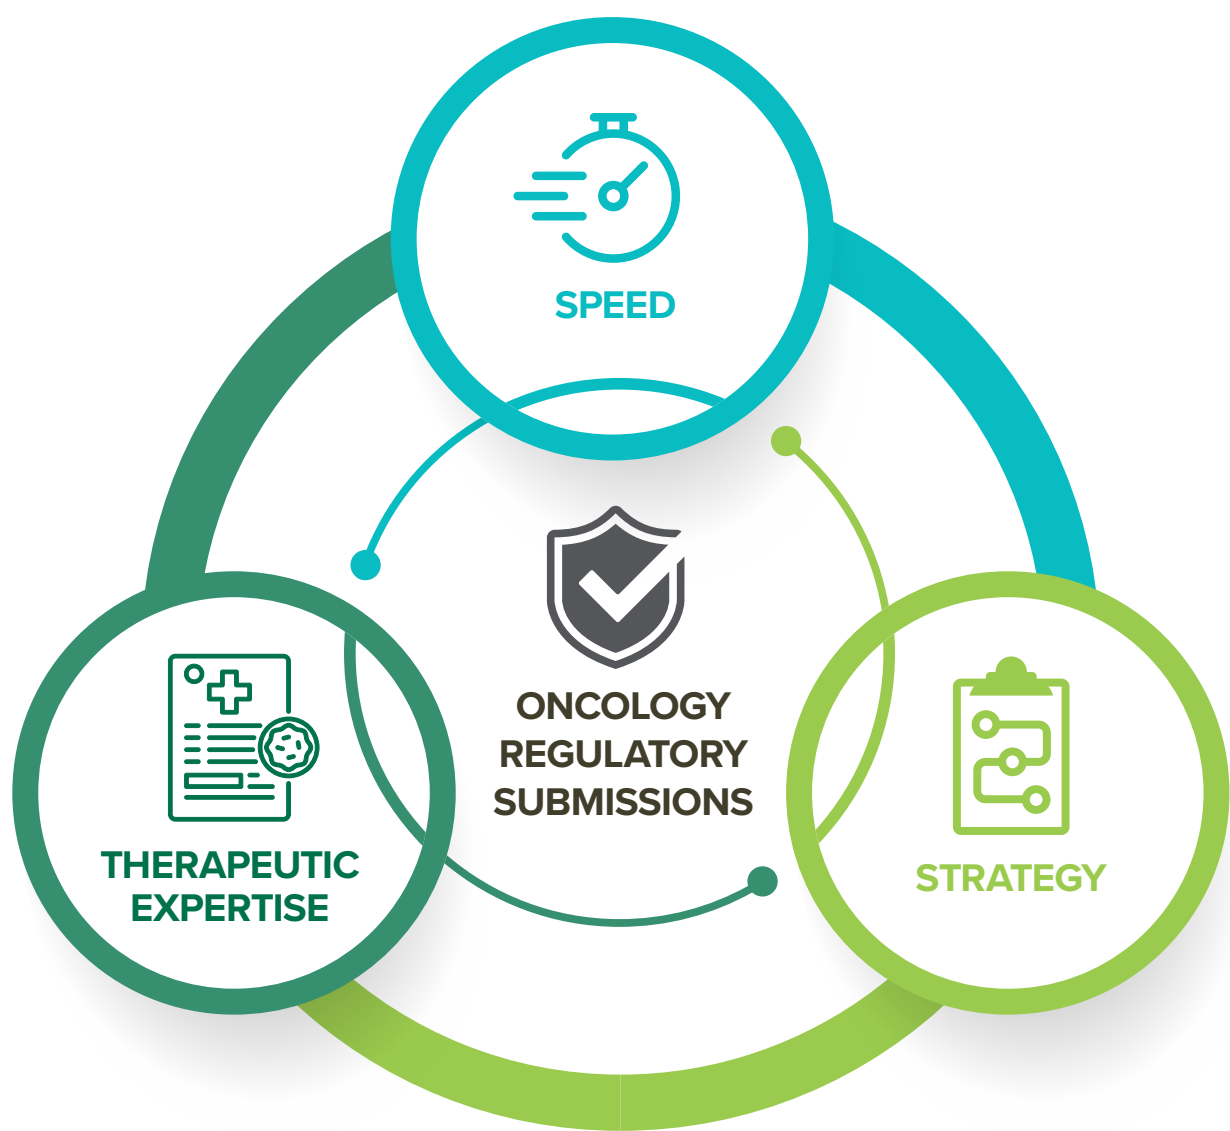 SPEED
ONCOLOGY
REGULATORY
SUBMISSIONS
THERAPEUTIC
EXPERTISE
STRATEGY